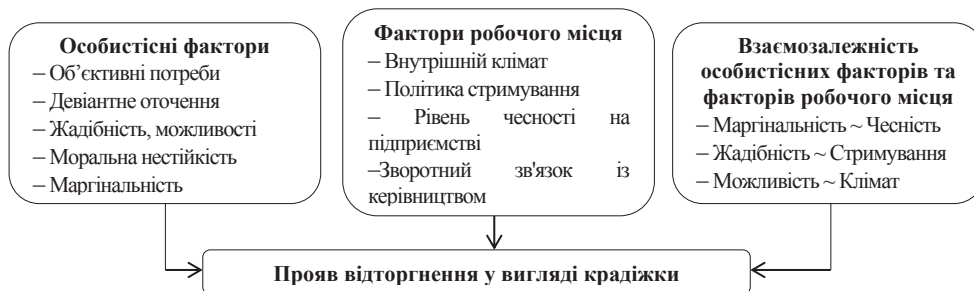 Особистісні фактори
– Об’єктивні потреби
– Девіантне оточення
– Жадібність, можливості
– Моральна нестійкість
– Маргінальність
Фактори робочого місця
– Внутрішній клімат
– Політика стримування
– Рівень чесності на
підприємстві
–Зворотний зв'язок із
керівництвом
Взаємозалежність
особистісних факторів та
факторів робочого місця
– Маргінальність ~ Чесність
– Жадібність ~ Стримування
– Можливість ~ Клімат
Прояв відторгнення у вигляді крадіжки